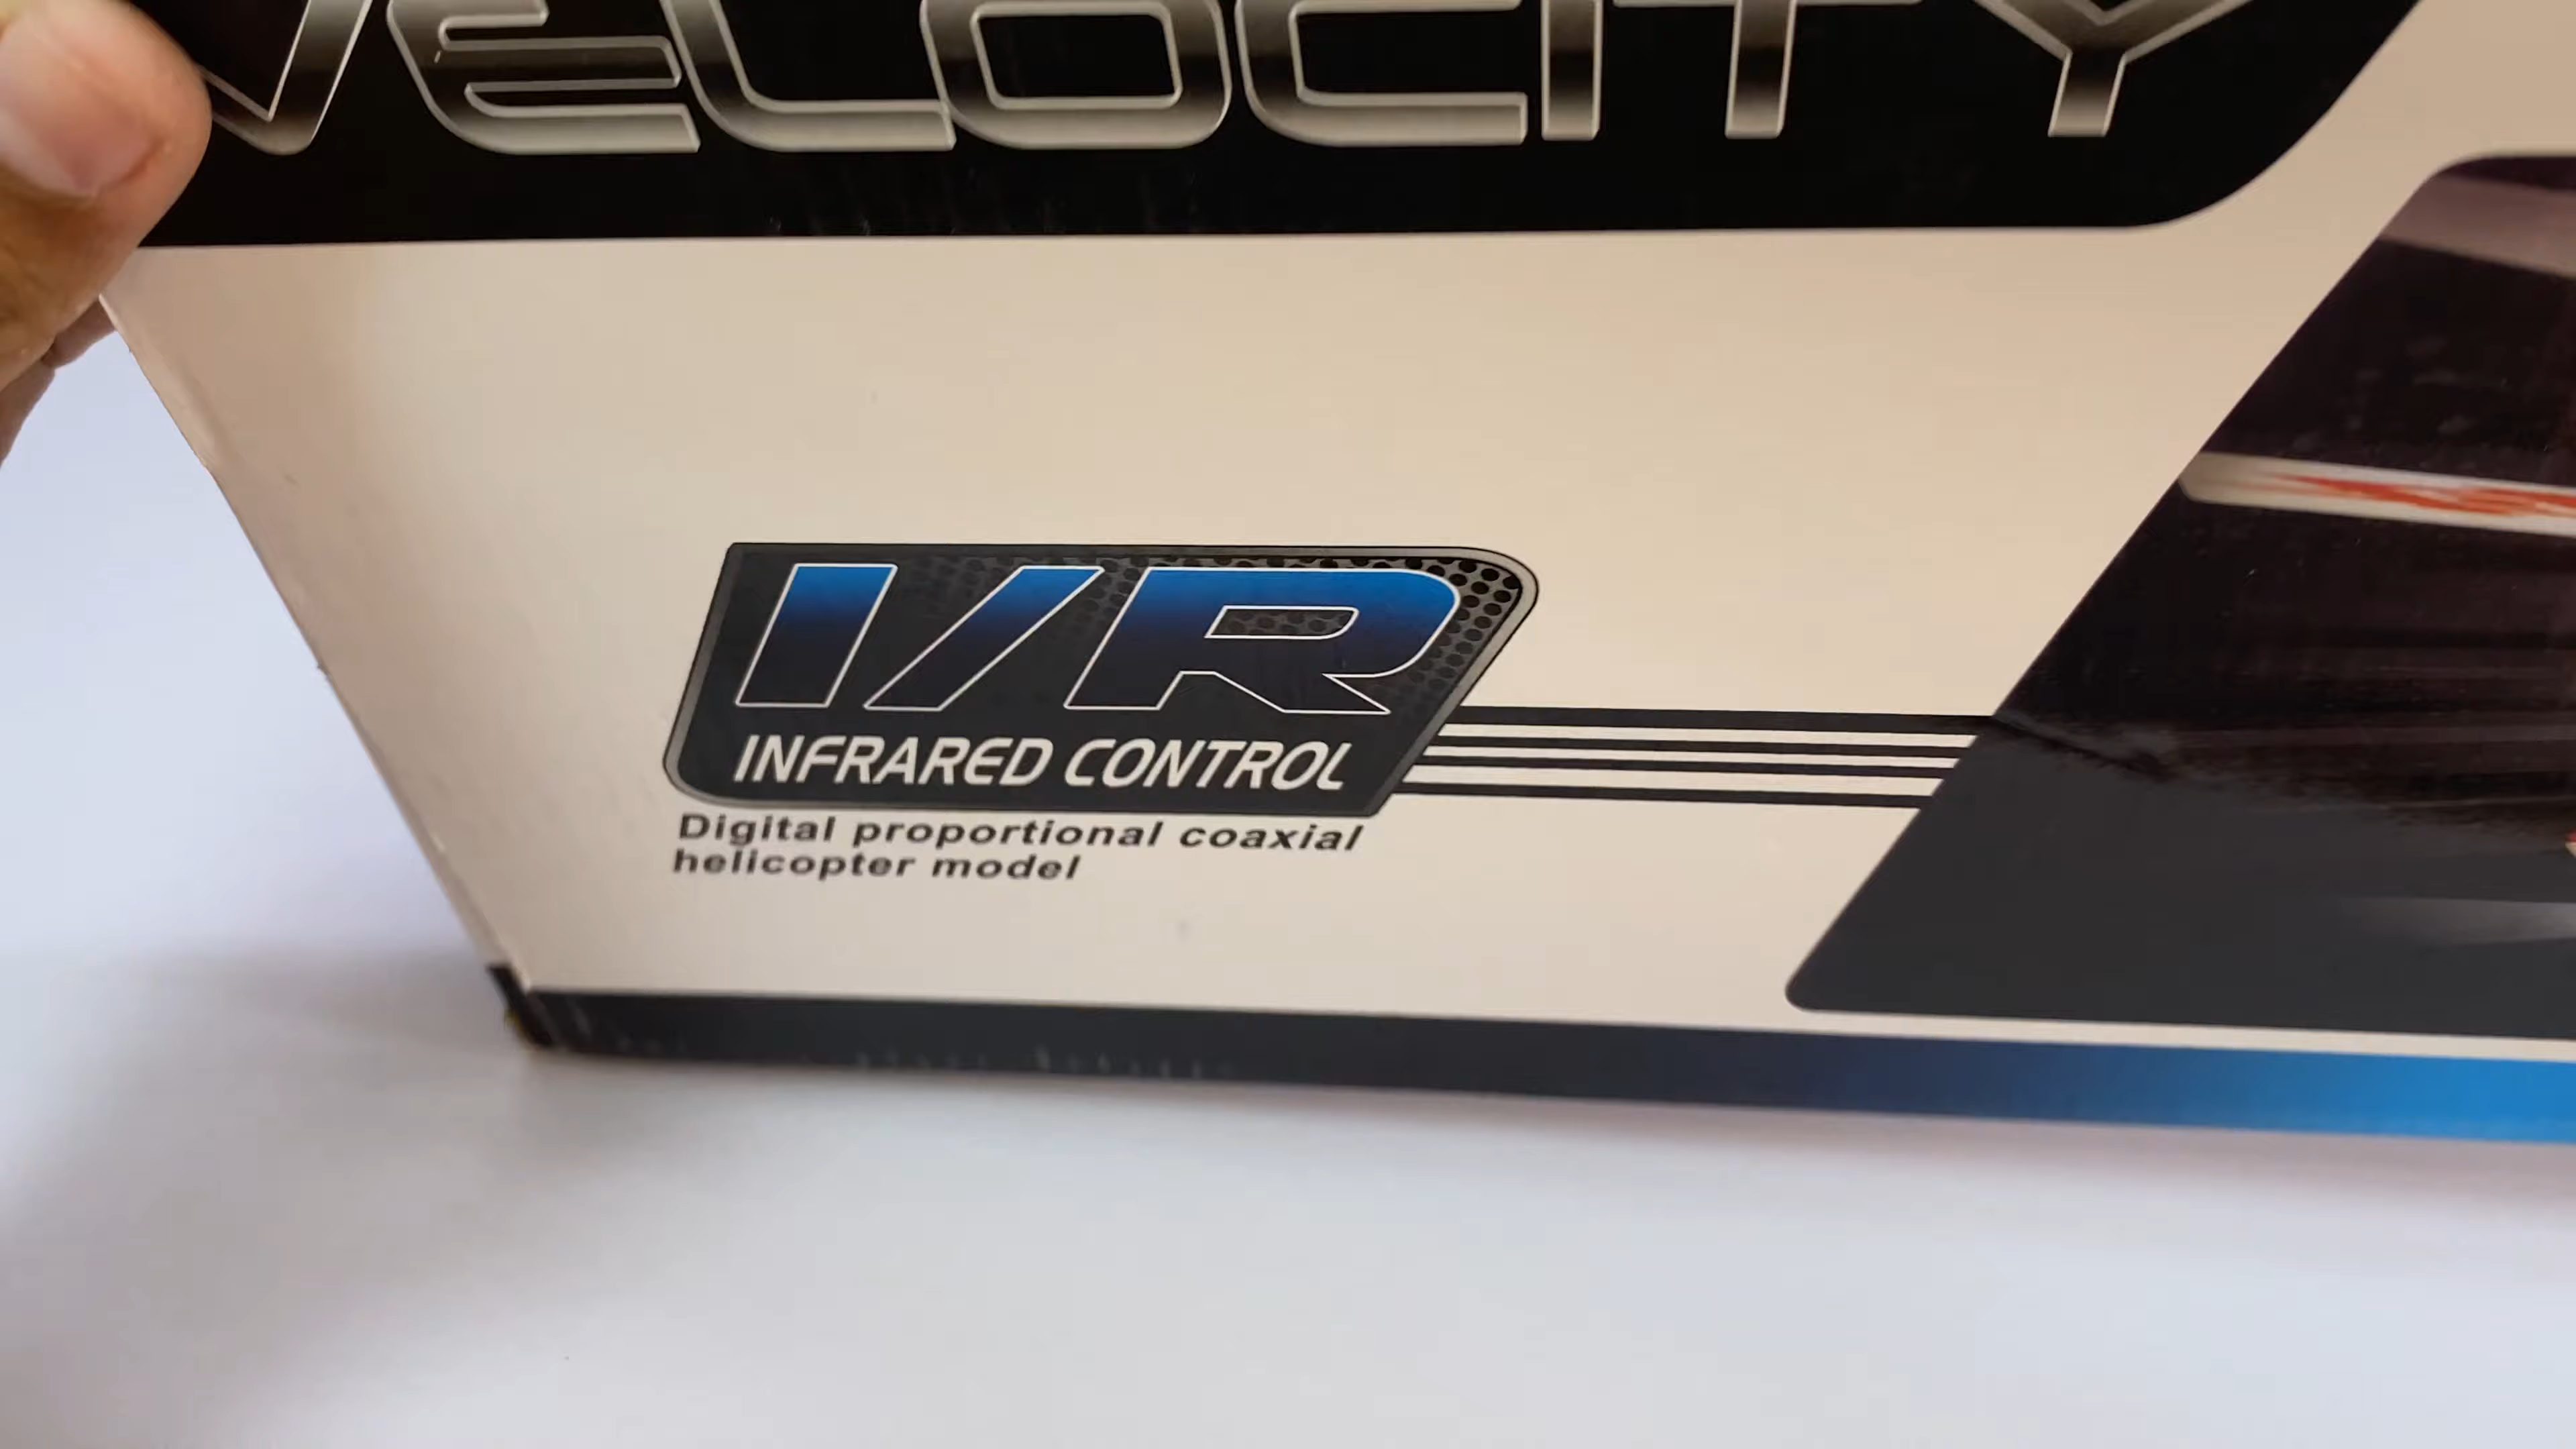 VELOCITY
I/R
INFRARED CONTROL
Digital proportional coaxial
helicopter model